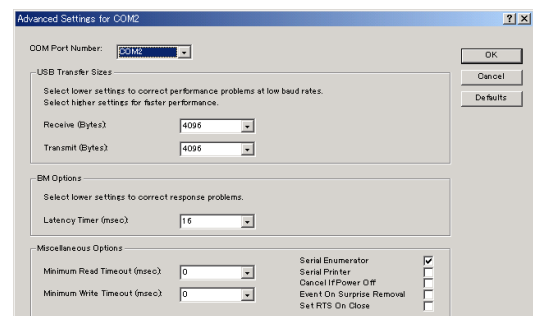 Advanced Settings for COM2
COM Port Number: COM2
OK
Cancel
Defaults
USB Transfer Sizes
Select lower settings to correct performance problems at low baud rates.
Select higher settings for faster performance.
Receive (Bytes): 4096
Transmit (Bytes): 4096
BM Options
Select lower settings to correct response problems.
Latency Timer (msec): 16
Miscellaneous Options
Minimum Read Timeout (msec): 0
Minimum Write Timeout (msec): 0
Serial Enumerator
Serial Printer
Cancel If Power Off
Event On Surprise Removal
Set RTS On Close